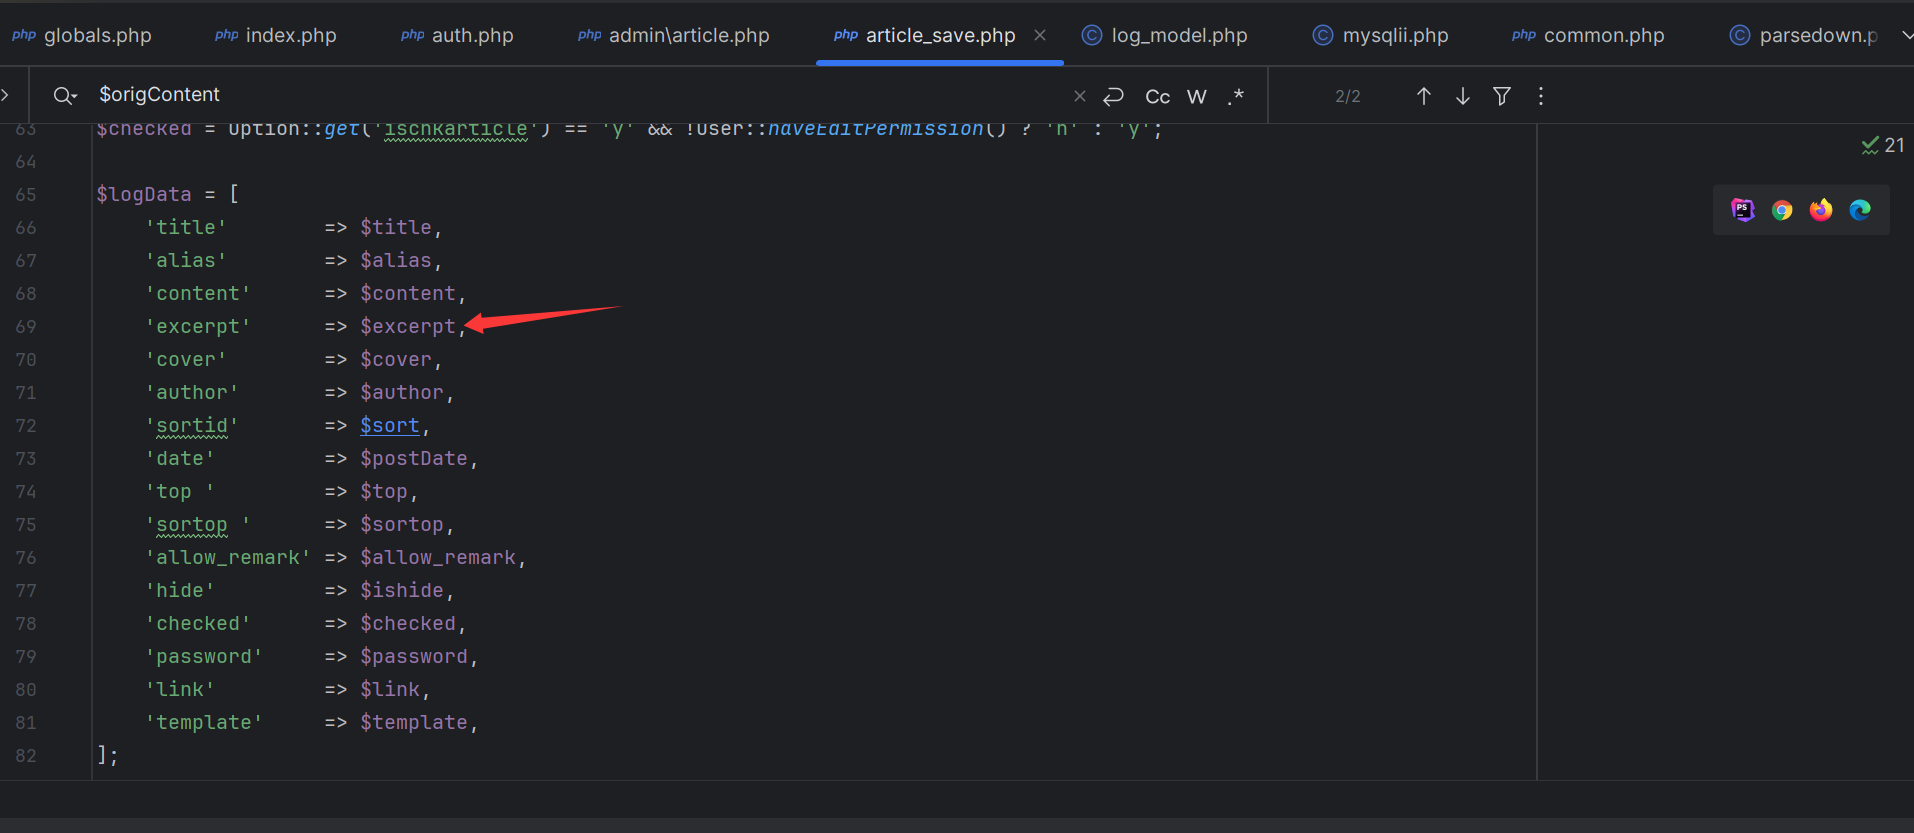 php globals.php php index.php php auth.php php admin\article.php php article_save.php × C log_model.php C mysqlii.php php common.php C parsedown.p
$origContent × Cc W .* 2/2
63 $checked = Option::get('ischkarticle') == 'y' && !User::haveEditPermission() ? 'n' : 'y';
64 21
65 $logData = [
66 'title' => $title,
67 'alias' => $alias,
68 'content' => $content,
69 'excerpt' => $excerpt,
70 'cover' => $cover,
71 'author' => $author,
72 'sortid' => $sort,
73 'date' => $postDate,
74 'top ' => $top,
75 'sortop ' => $sortop,
76 'allow_remark' => $allow_remark,
77 'hide' => $ishide,
78 'checked' => $checked,
79 'password' => $password,
80 'link' => $link,
81 'template' => $template,
82 ];
PS